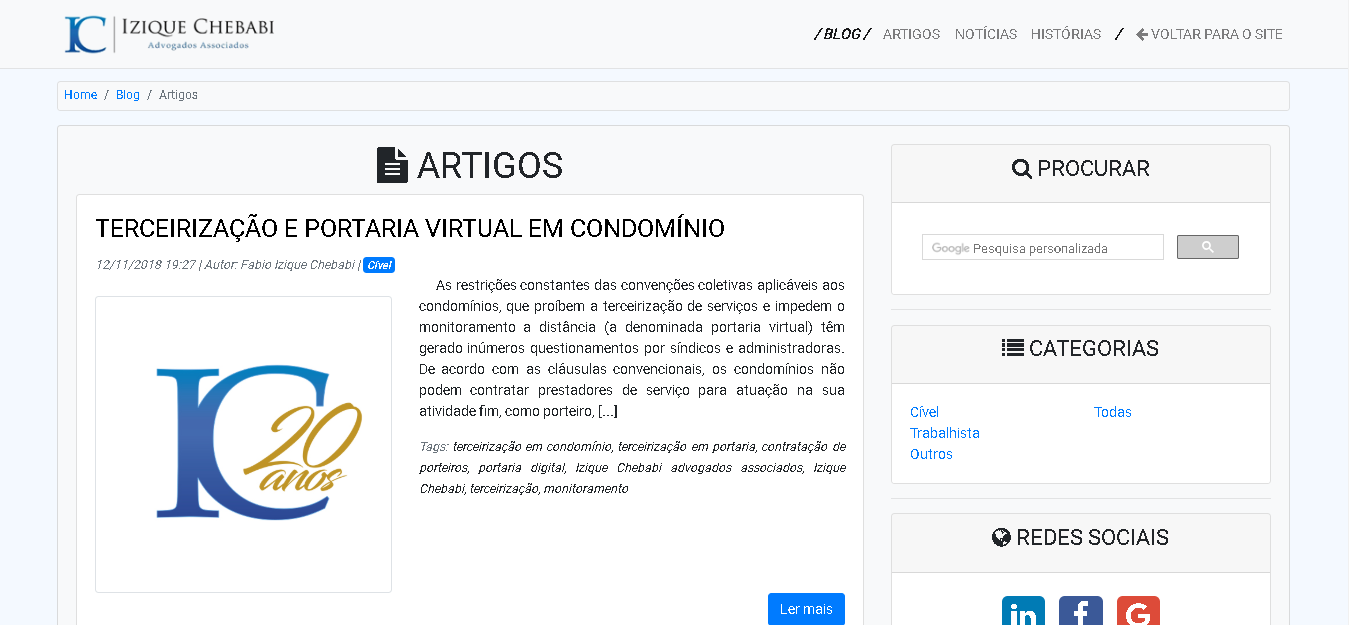 IZIQUE CHEBABI
Advogados Associados
/ BLOG / ARTIGOS NOTÍCIAS HISTÓRIAS / VOLTAR PARA O SITE
Home / Blog / Artigos
ARTIGOS
TERCEIRIZAÇÃO E PORTARIA VIRTUAL EM CONDOMÍNIO
12/11/2018 19:27 | Autor: Fabio Izique Chebabi | Cível
IC
20
anos
As restrições constantes das convenções coletivas aplicáveis aos
condomínios, que proíbem a terceirização de serviços e impedem o
monitoramento a distância (a denominada portaria virtual) têm
gerado inúmeros questionamentos por síndicos e administradoras.
De acordo com as cláusulas convencionais, os condomínios não
podem contratar prestadores de serviço para atuação na sua
atividade fim, como porteiro, [...]
Tags: terceirização em condomínio, terceirização em portaria, contratação de
porteiros, portaria digital, Izique Chebabi advogados associados, Izique
Chebabi, terceirização, monitoramento
Ler mais
PROCURAR
Google Pesquisa personalizada
CATEGORIAS
Cível Todas
Trabalhista
Outros
REDES SOCIAIS
in f G